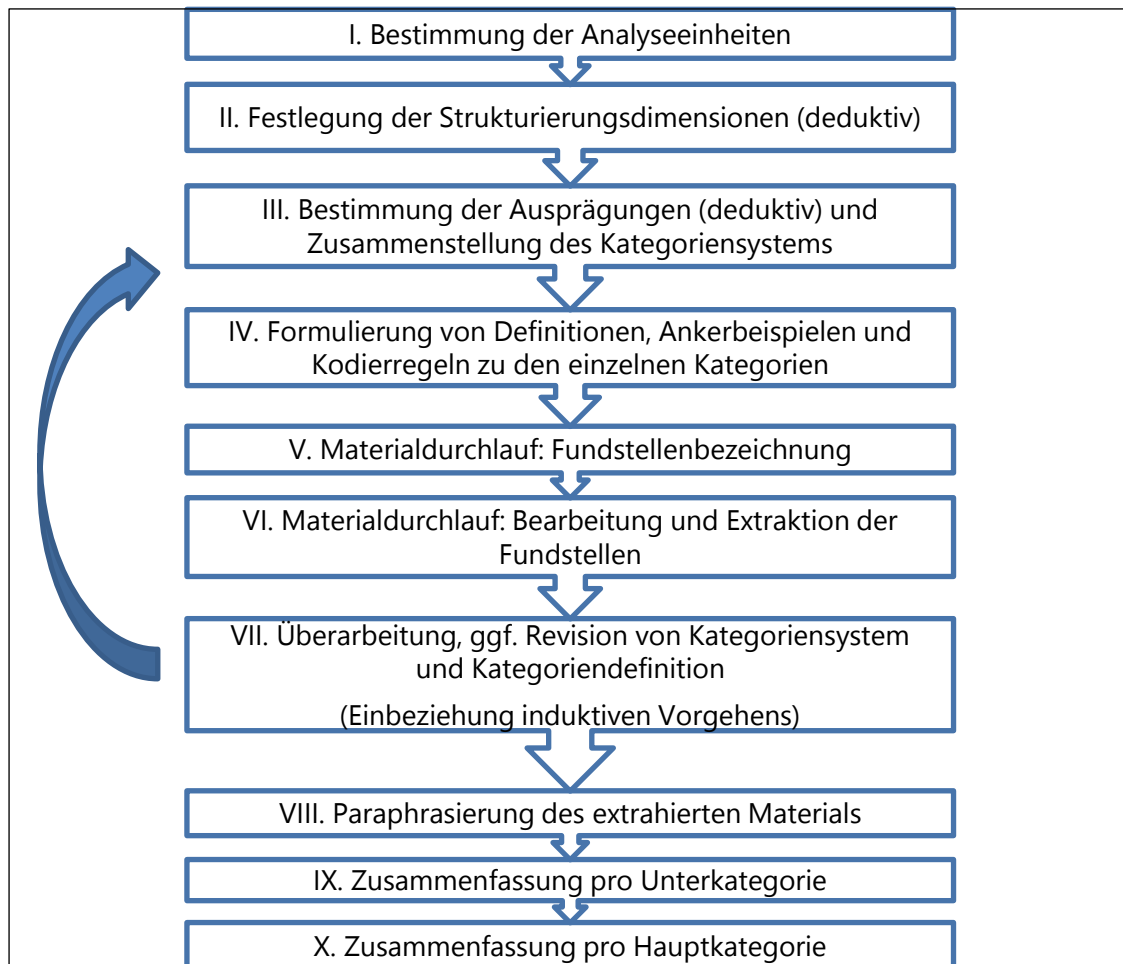 I. Bestimmung der Analyseeinheiten
II. Festlegung der Strukturierungsdimensionen (deduktiv)
III. Bestimmung der Ausprägungen (deduktiv) und
Zusammenstellung des Kategoriensystems
IV. Formulierung von Definitionen, Ankerbeispielen und
Kodierregeln zu den einzelnen Kategorien
V. Materialdurchlauf: Fundstellenbezeichnung
VI. Materialdurchlauf: Bearbeitung und Extraktion der
Fundstellen
VII. Überarbeitung, ggf. Revision von Kategoriensystem
und Kategoriendefinition
(Einbeziehung induktiven Vorgehens)
VIII. Paraphrasierung des extrahierten Materials
IX. Zusammenfassung pro Unterkategorie
X. Zusammenfassung pro Hauptkategorie